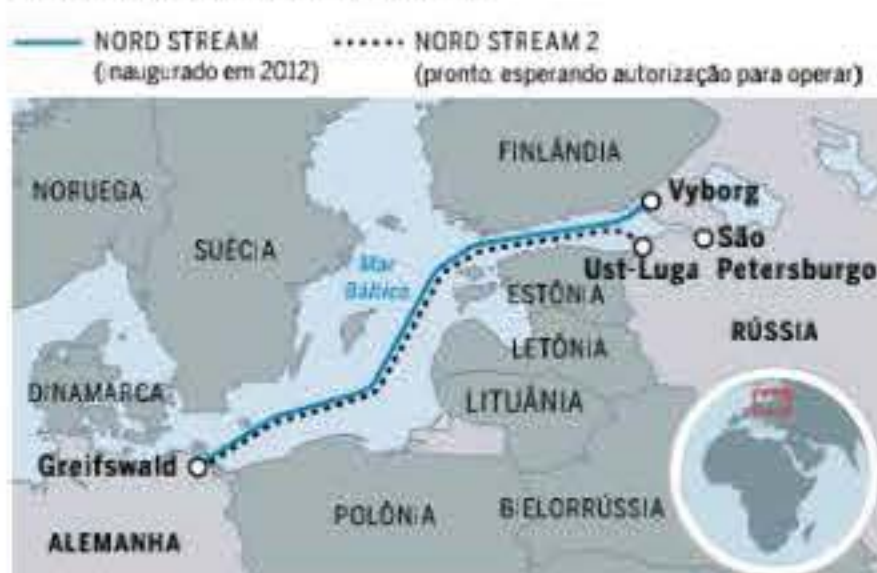 NORD STREAM
(inaugurado em 2012)
NORD STREAM 2
(pronto, esperando autorização para operar)
FINLÂNDIA
NORUEGA
Vyborg
SUÉCIA
São
Petersburgo
Mar
Báltico
Ust-Luga
ESTÔNIA
RÚSSIA
LETÔNIA
DINAMARCA
LITUÂNIA
Greifswald
POLÔNIA
BIELORRÚSSIA
ALEMANHA